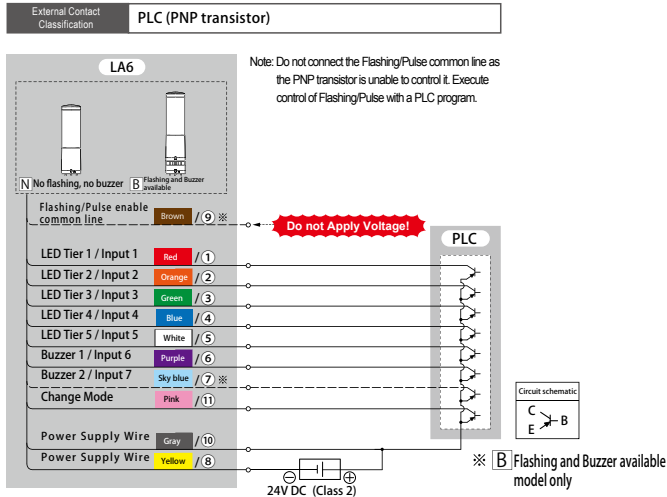 External Contact
Classification
PLC (PNP transistor)
LA6
Note: Do not connect the Flashing/Pulse common line as
the PNP transistor is unable to control it. Execute
control of Flashing/Pulse with a PLC program.
N No flashing, no buzzer
B Flashing and Buzzer
available
Flashing/Pulse enable
common line
Brown / ⑨ ※
Do not Apply Voltage!
PLC
LED Tier 1 / Input 1 Red / ①
LED Tier 2 / Input 2 Orange / ②
LED Tier 3 / Input 3 Green / ③
LED Tier 4 / Input 4 Blue / ④
LED Tier 5 / Input 5 White / ⑤
Buzzer 1 / Input 6 Purple / ⑥
Buzzer 2 / Input 7 Sky blue / ⑦ ※
Change Mode Pink / ⑪
Power Supply Wire Gray / ⑩
Power Supply Wire Yellow / ⑧
24V DC (Class 2)
Circuit schematic
C
E
B
※ B Flashing and Buzzer available
model only